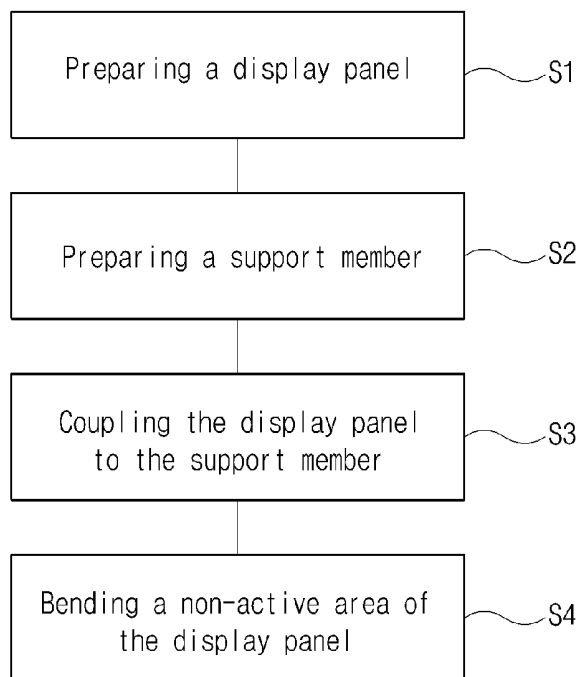 Preparing a display panel
S1
Preparing a support member
S2
Coupling the display panel
to the support member
S3
Bending a non-active area of
the display panel
S4